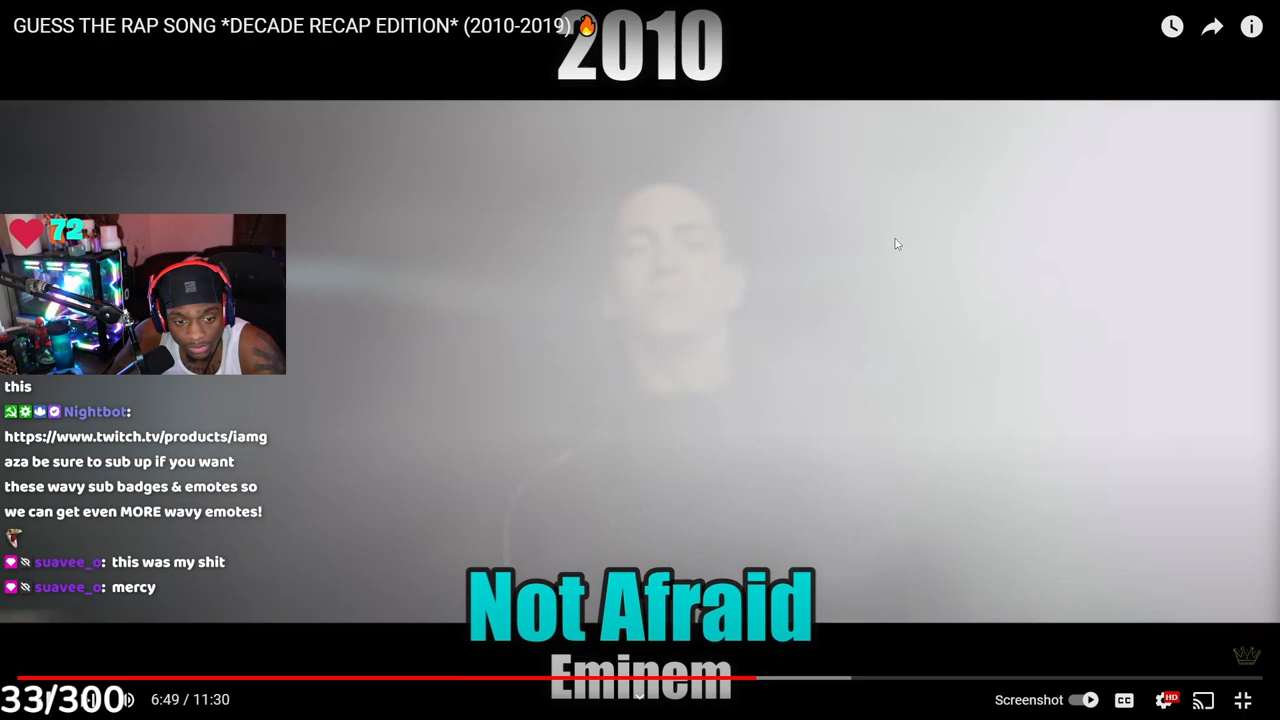 GUESS THE RAP SONG *DECADE RECAP EDITION* (2010-2019)🔥
2010
72
this
Nightbot:
https://www.twitch.tv/products/iamg
aza be sure to sub up if you want
these wavy sub badges & emotes so
we can get even MORE wavy emotes!
suavee_o: this was my shit
suavee_o: mercy
Not Afraid
Eminem
33/300
6:49 / 11:30
Screenshot
CC
HD